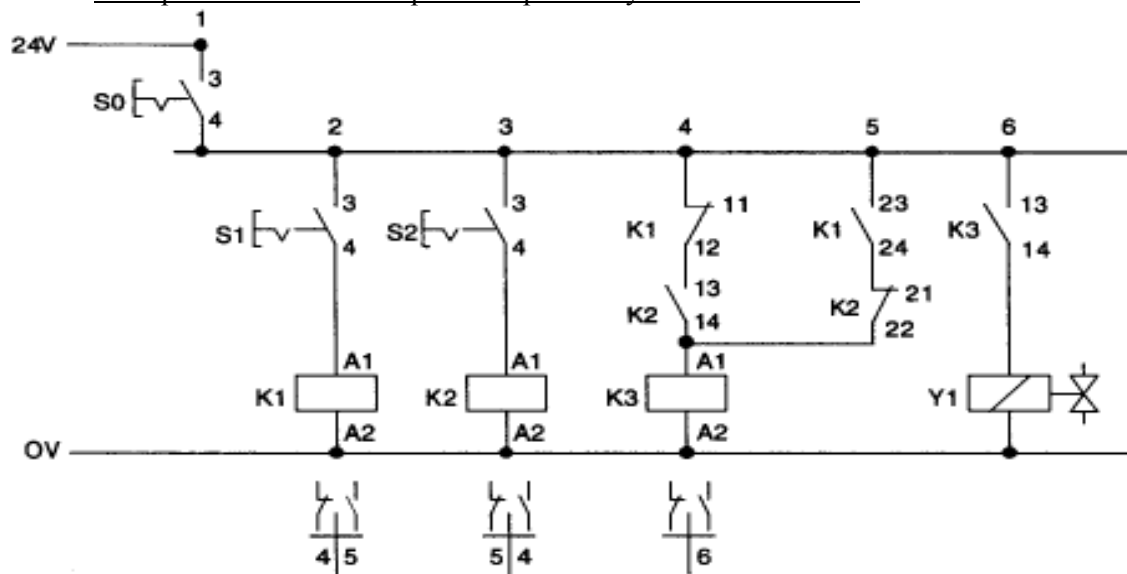 1
24V
3
S0
4
2 3 4 5 6
3 3 11 23 13
S1 S2 K1 K1 K3
4 4 12 24 14
13 21
K2 K2
14 22
A1 A1 A1
K1 K2 K3 Y1
A2 A2 A2
0V
4 5 5 4 6